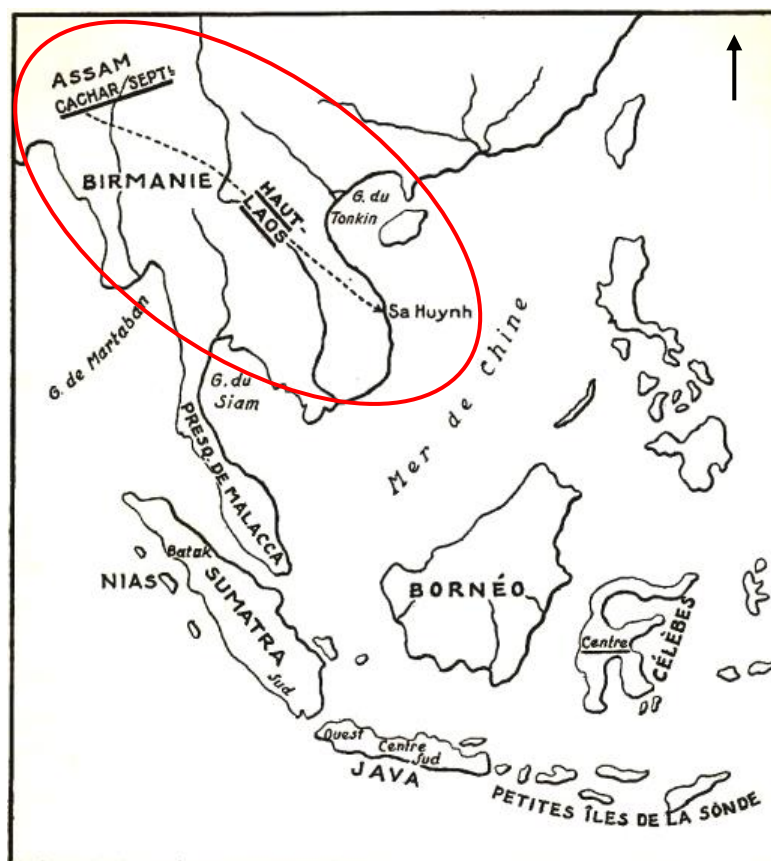 ASSAM
CACHAR/SEPTL
BIRMANIE
HAUT-
LAOS
G. du
Tonkin
Sa Huynh
G. de Martaban
G. du
Siam
Mer de Chine
PRESQ. DE MALACCA
Batak
NIAS
SUMATRA
Sud
BORNÉO
Centre
CÉLÈBES
Ouest
Centre
Sud
JAVA
PETITES ÎLES DE LA SÔNDE